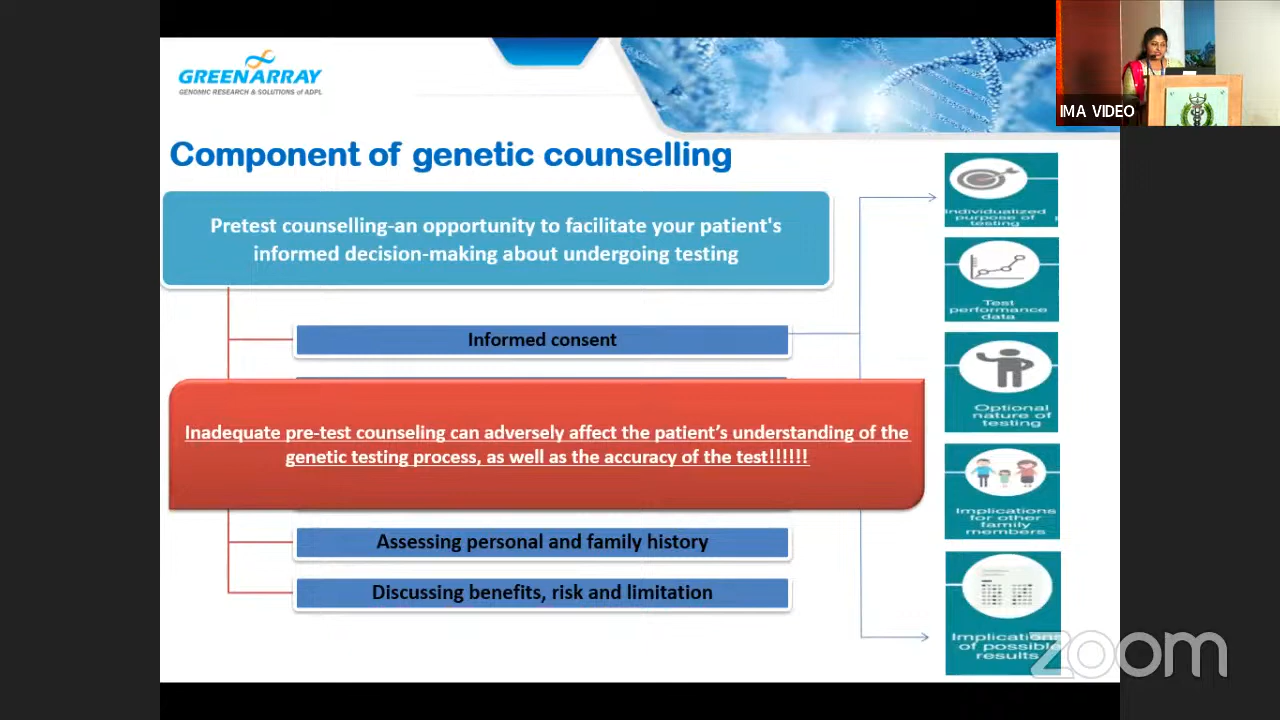 GREENARRAY
GENOMIC RESEARCH & SOLUTIONS of ADPL
IMA VIDEO
Component of genetic counselling
Pretest counselling-an opportunity to facilitate your patient's
informed decision-making about undergoing testing
Informed consent
Inadequate pre-test counseling can adversely affect the patient’s understanding of the
genetic testing process, as well as the accuracy of the test!!!!!!
Assessing personal and family history
Discussing benefits, risk and limitation
Individualized
purpose of
testing
Test
performance
data
Optional
nature of
testing
Implications
for other
family
members
Implications
of possible
results
zoom